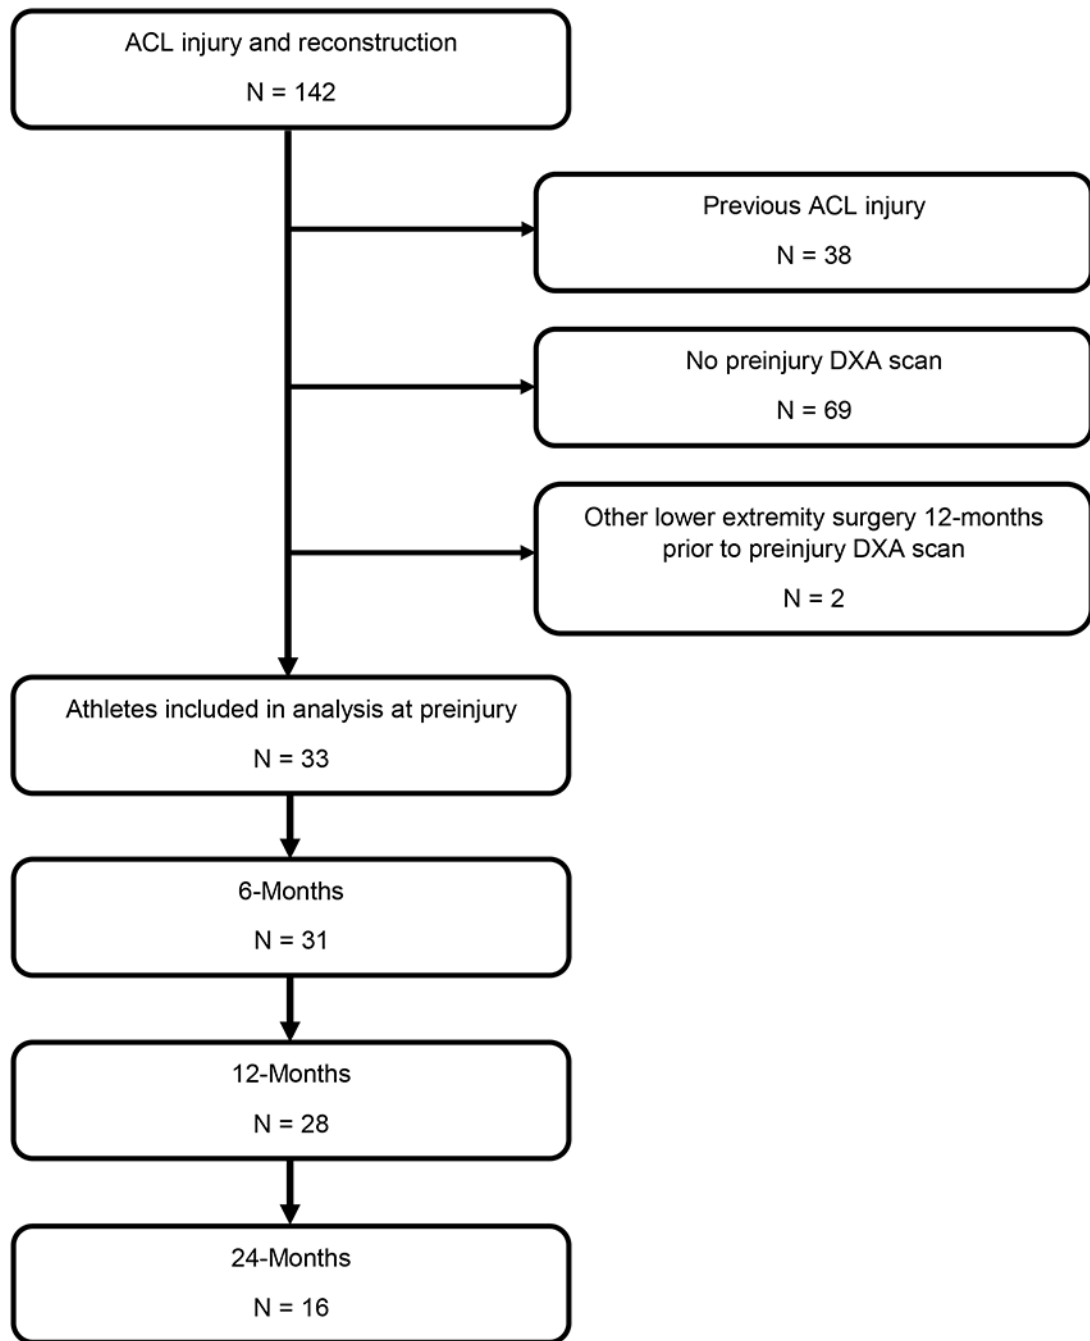 ACL injury and reconstruction
N = 142
Previous ACL injury
N = 38
No preinjury DXA scan
N = 69
Other lower extremity surgery 12-months
prior to preinjury DXA scan
N = 2
Athletes included in analysis at preinjury
N = 33
6-Months
N = 31
12-Months
N = 28
24-Months
N = 16